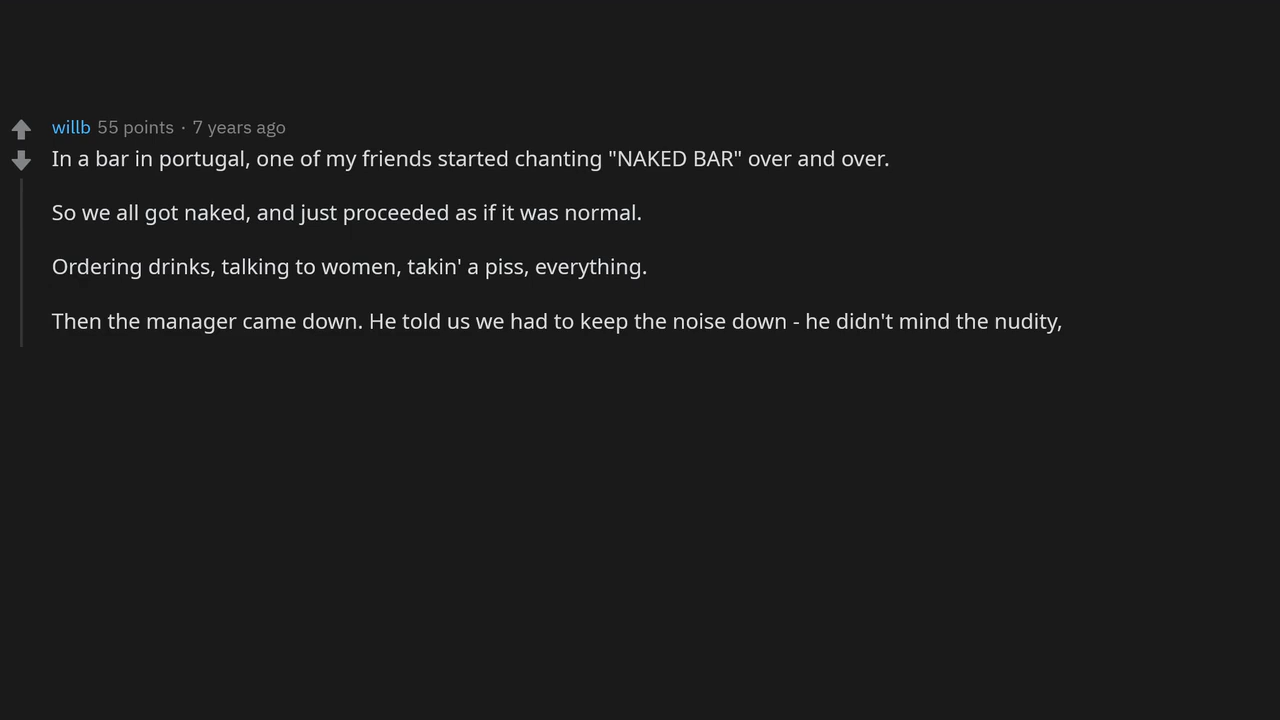 willb 55 points · 7 years ago
In a bar in portugal, one of my friends started chanting "NAKED BAR" over and over.
So we all got naked, and just proceeded as if it was normal.
Ordering drinks, talking to women, takin' a piss, everything.
Then the manager came down. He told us we had to keep the noise down - he didn't mind the nudity,